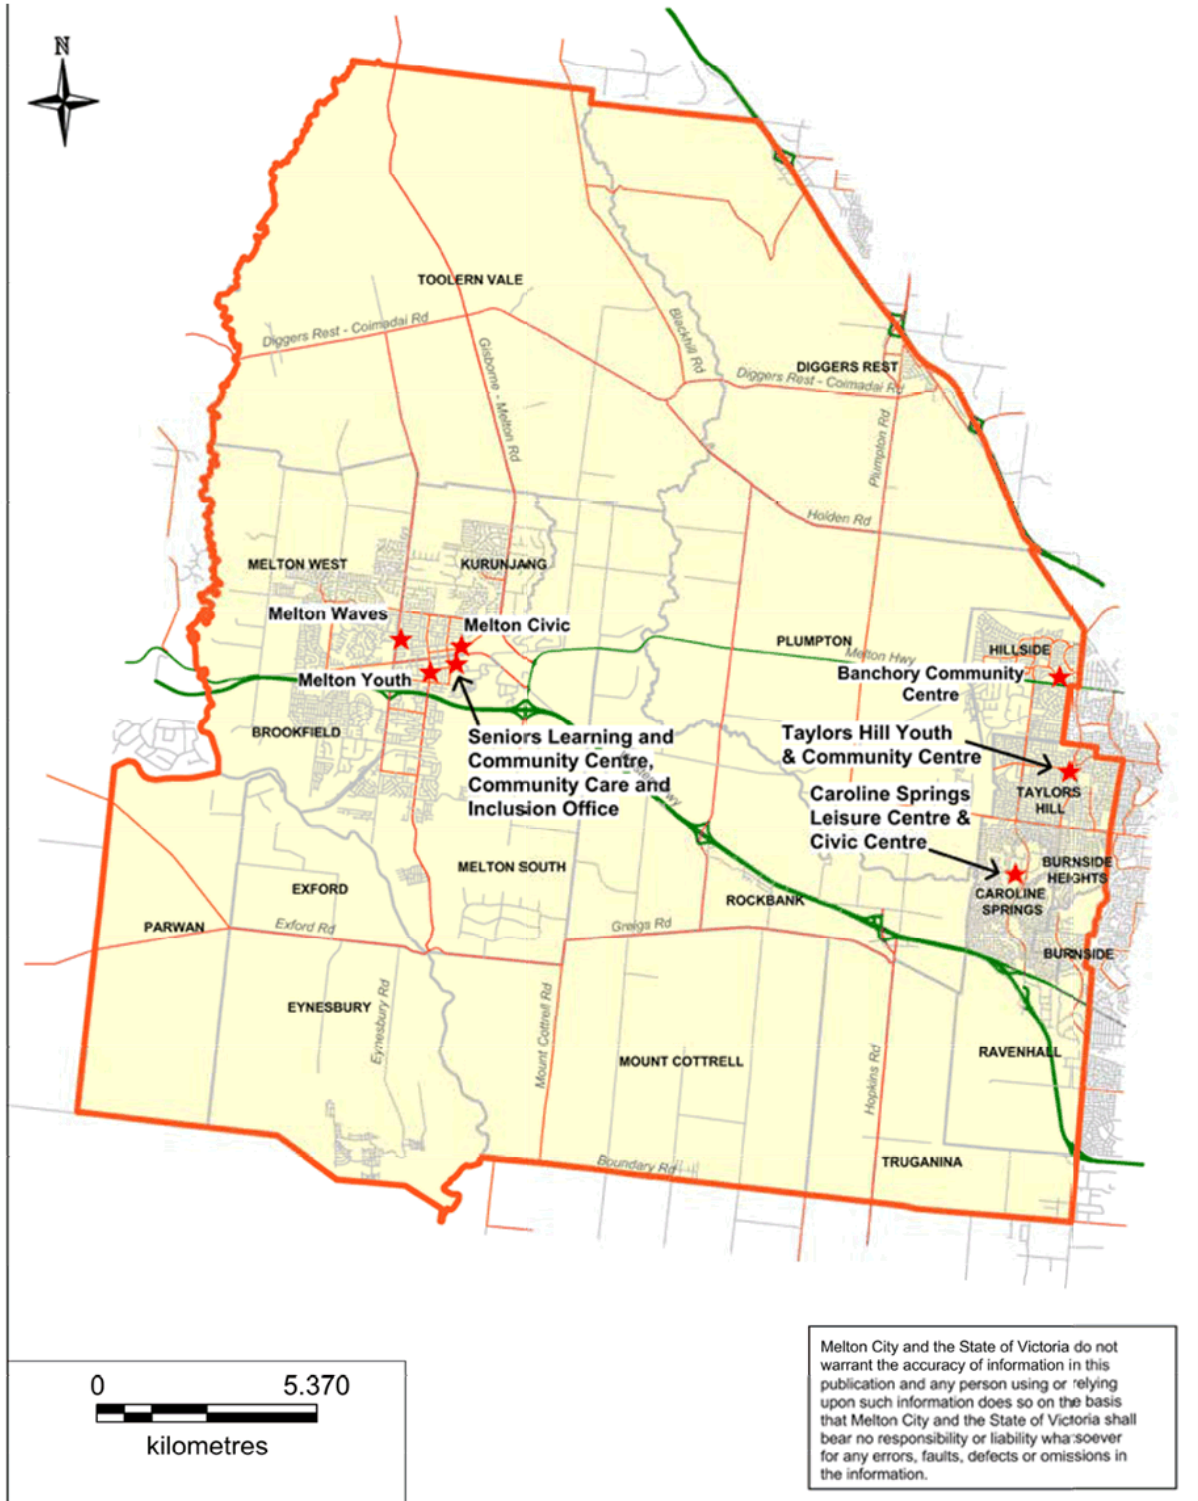 N
TOOLERN VALE
Diggers Rest - Coimadai Rd
Gisborne - Melton Rd
Blackhill Rd
DIGGERS REST
Diggers Rest - Coimadai Rd
Plumpton Rd
Holden Rd
MELTON WEST
KURUNJANG
Melton Waves
Melton Civic
PLUMPTON
Melton Hwy
HILLSIDE
Melton Youth
Banchory Community
Centre
BROOKFIELD
Seniors Learning and
Community Centre,
Community Care and
Inclusion Office
Taylors Hill Youth
& Community Centre
TAYLORS
HILL
Caroline Springs
Leisure Centre &
Civic Centre
MELTON SOUTH
BURNSIDE
HEIGHTS
EXFORD
ROCKBANK
CAROLINE
SPRINGS
PARWAN
Exford Rd
Greigs Rd
BURNSIDE
EYNESBURY
Eynesbury Rd
Mount Cottrell Rd
MOUNT COTTRELL
Hopkins Rd
RAVENHALL
Boundary Rd
TRUGANINA
0 5.370
kilometres
Melton City and the State of Victoria do not
warrant the accuracy of information in this
publication and any person using or relying
upon such information does so on the basis
that Melton City and the State of Victoria shall
bear no responsibility or liability whatsoever
for any errors, faults, defects or omissions in
the information.